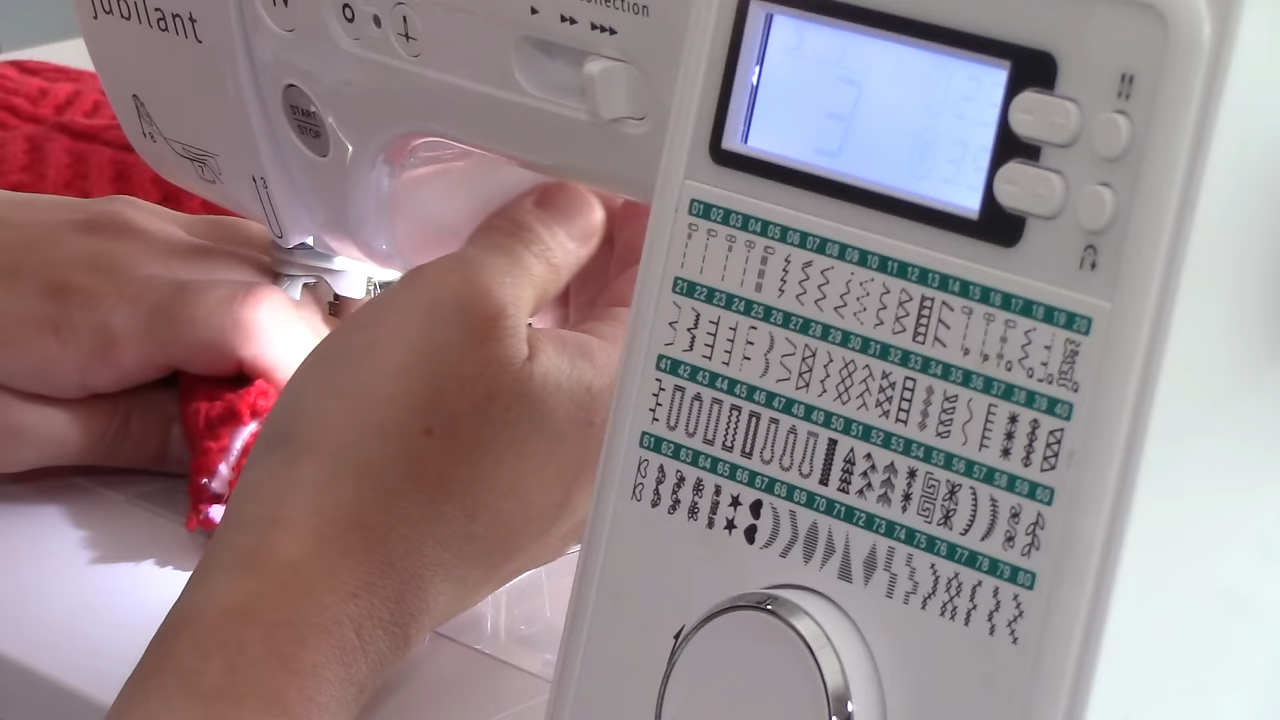 jubilant
START
STOP
3
7
01 02 03 04 05 06 07 08 09 10 11 12 13 14 15 16 17 18 19 20
21 22 23 24 25 26 27 28 29 30 31 32 33 34 35 36 37 38 39 40
41 42 43 44 45 46 47 48 49 50 51 52 53 54 55 56 57 58 59 60
61 62 63 64 65 66 67 68 69 70 71 72 73 74 75 76 77 78 79 80